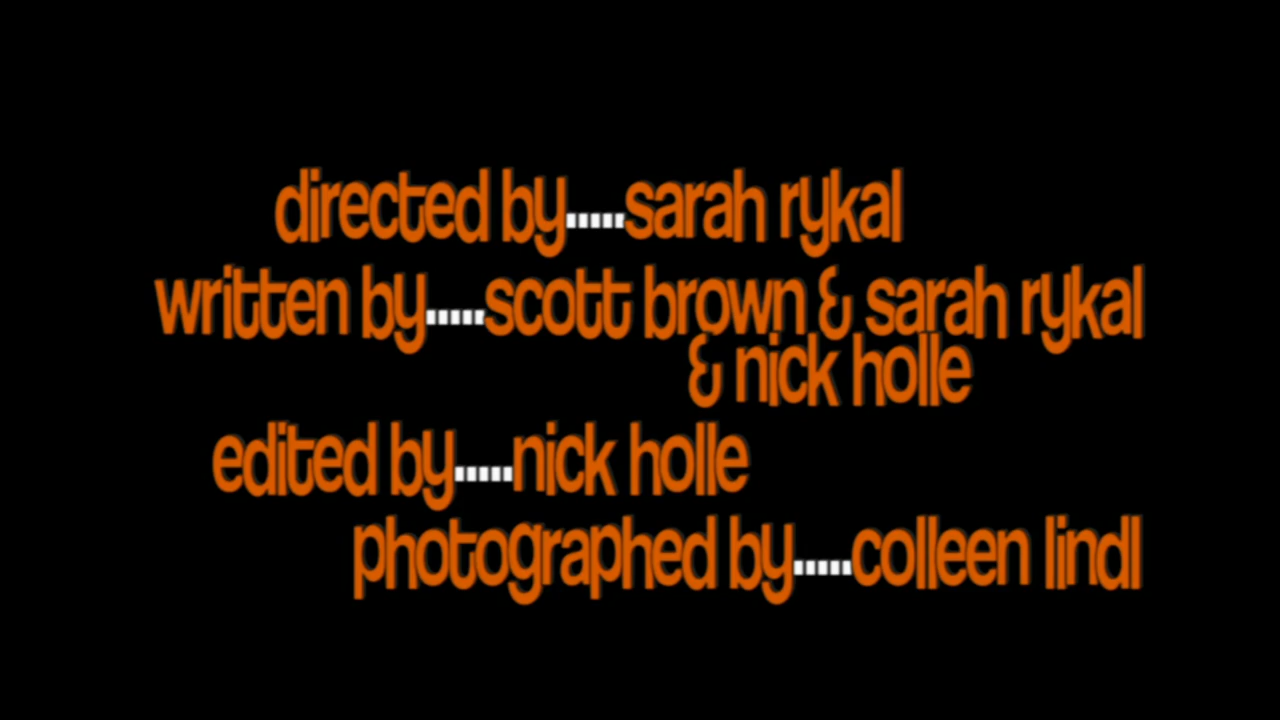 directed by.....sarah rykal
written by.....scott brown & sarah rykal
& nick holle
edited by.....nick holle
photographed by.....colleen lindl